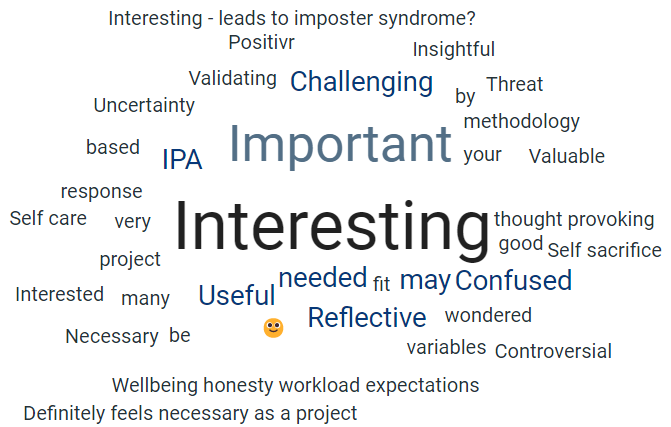 Interesting - leads to imposter syndrome?
Positivr
Insightful
Validating
Challenging
Threat
by
Uncertainty
methodology
Important
based
IPA
your
Valuable
response
Self care
very
Interesting
thought provoking
good
Self sacrifice
project
needed
fit
may
Confused
Interested
many
Useful
Reflective
wondered
Necessary
be
variables
Controversial
Wellbeing honesty workload expectations
Definitely feels necessary as a project